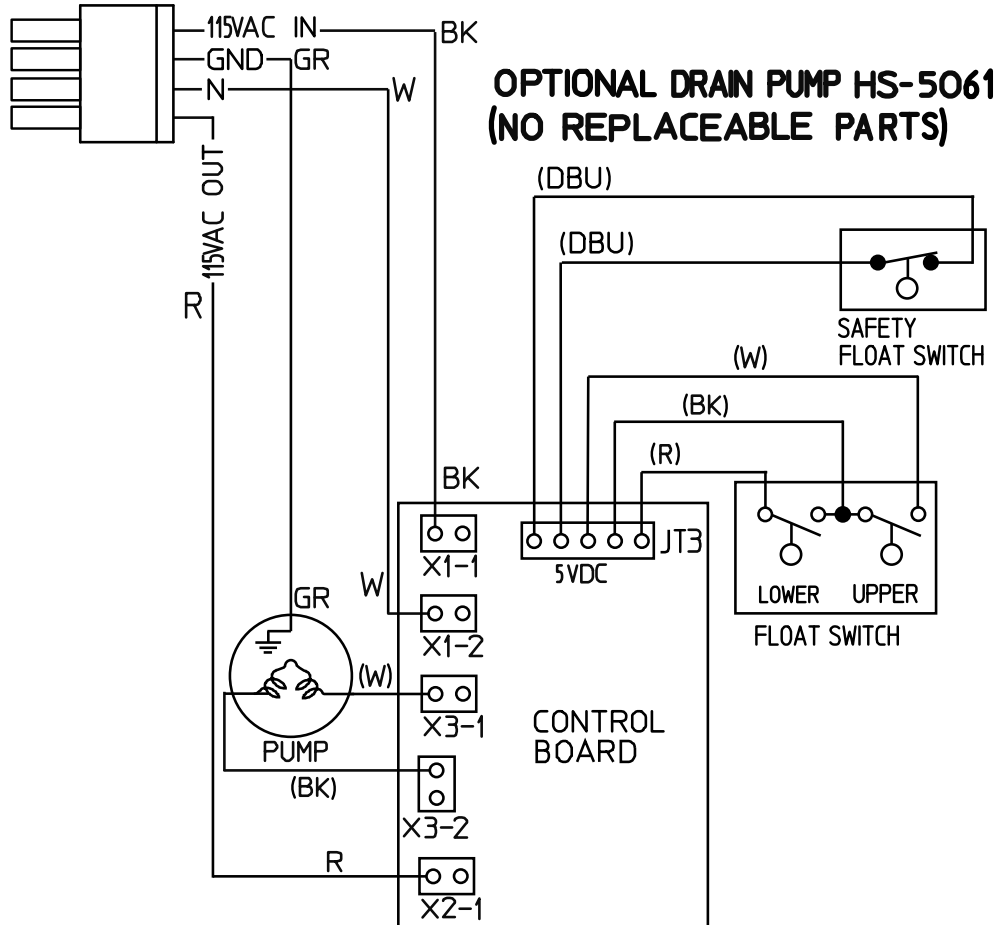 115VAC IN
BK
GND
GR
N
W
OPTIONAL DRAIN PUMP HS-5061
(NO REPLACEABLE PARTS)
115VAC OUT
R
(DBU)
(DBU)
SAFETY
FLOAT SWITCH
(W)
(BK)
(R)
BK
JT3
5VDC
X1-1
LOWER
UPPER
FLOAT SWITCH
W
GR
X1-2
(W)
X3-1
PUMP
(BK)
CONTROL
BOARD
X3-2
R
X2-1